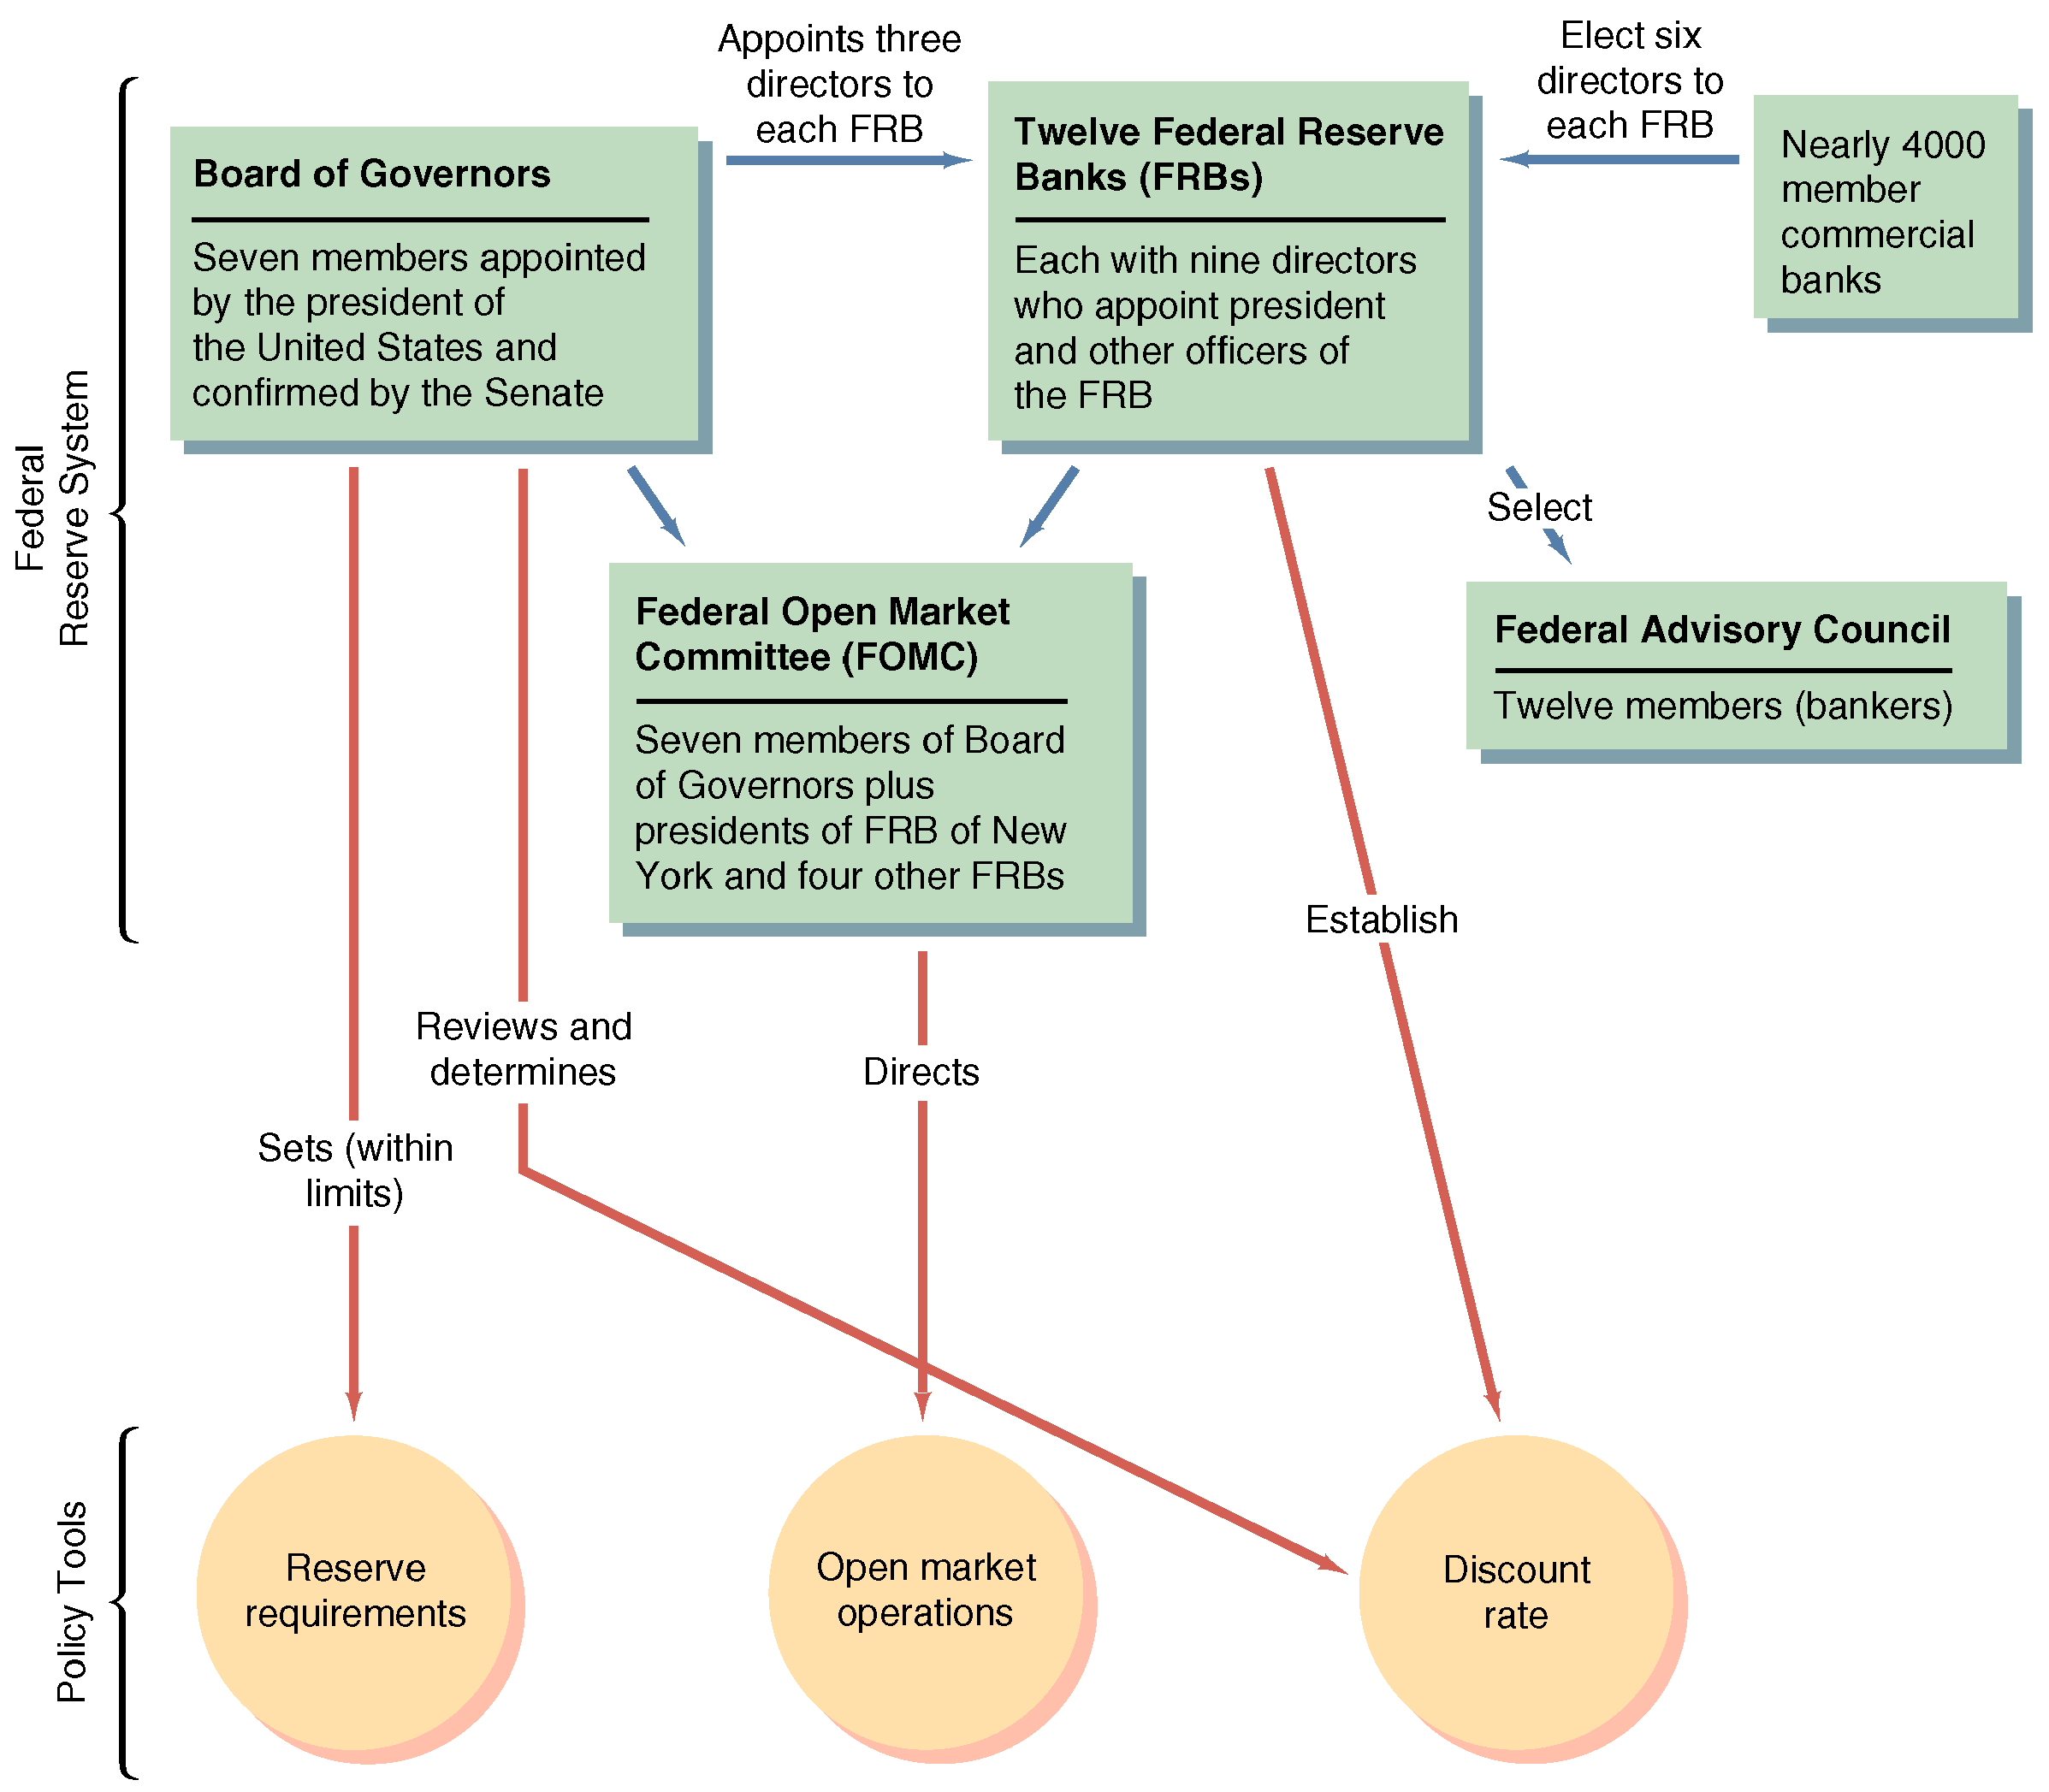 Appoints three
directors to
each FRB
Elect six
directors to
each FRB
Board of Governors
Seven members appointed
by the president of
the United States and
confirmed by the Senate
Twelve Federal Reserve
Banks (FRBs)
Each with nine directors
who appoint president
and other officers of
the FRB
Nearly 4000
member
commercial
banks
Federal
Reserve System
Select
Federal Open Market
Committee (FOMC)
Seven members of Board
of Governors plus
presidents of FRB of New
York and four other FRBs
Federal Advisory Council
Twelve members (bankers)
Establish
Reviews and
determines
Directs
Sets (within
limits)
Policy Tools
Reserve
requirements
Open market
operations
Discount
rate